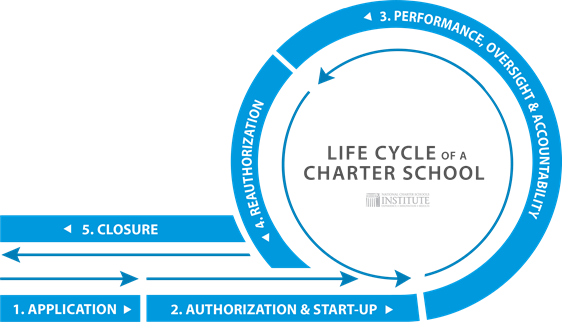 3. PERFORMANCE, OVERSIGHT & ACCOUNTABILITY
4. REAUTHORIZATION
LIFE CYCLE OF A
CHARTER SCHOOL
INSTITUTE
5. CLOSURE
1. APPLICATION
2. AUTHORIZATION & START-UP